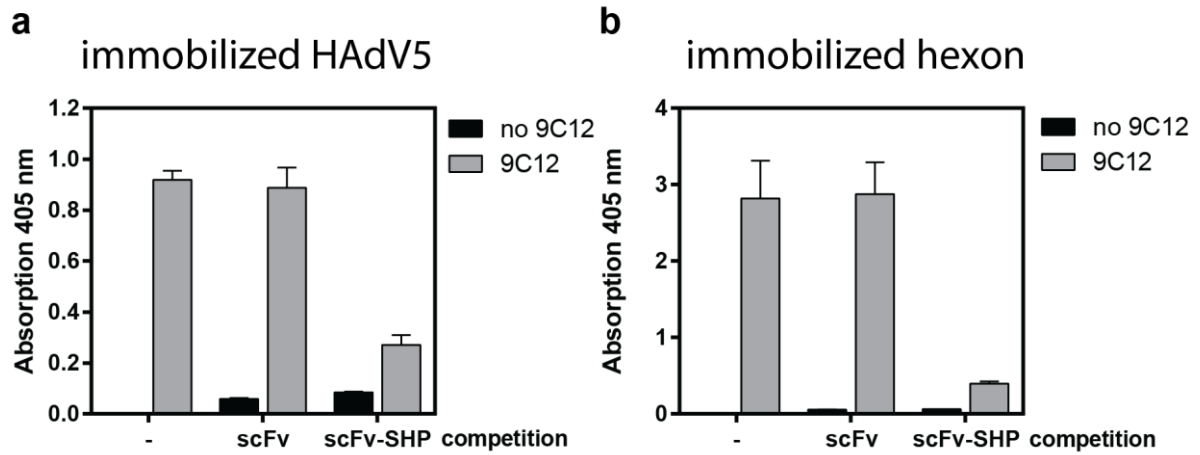 a
immobilized HAdV5
Absorption 405 nm
1.2
1.0
0.8
0.6
0.4
0.2
0.0
no 9C12
9C12
- scFv scFv-SHP competition
b
immobilized hexon
Absorption 405 nm
4
3
2
1
0
no 9C12
9C12
- scFv scFv-SHP competition